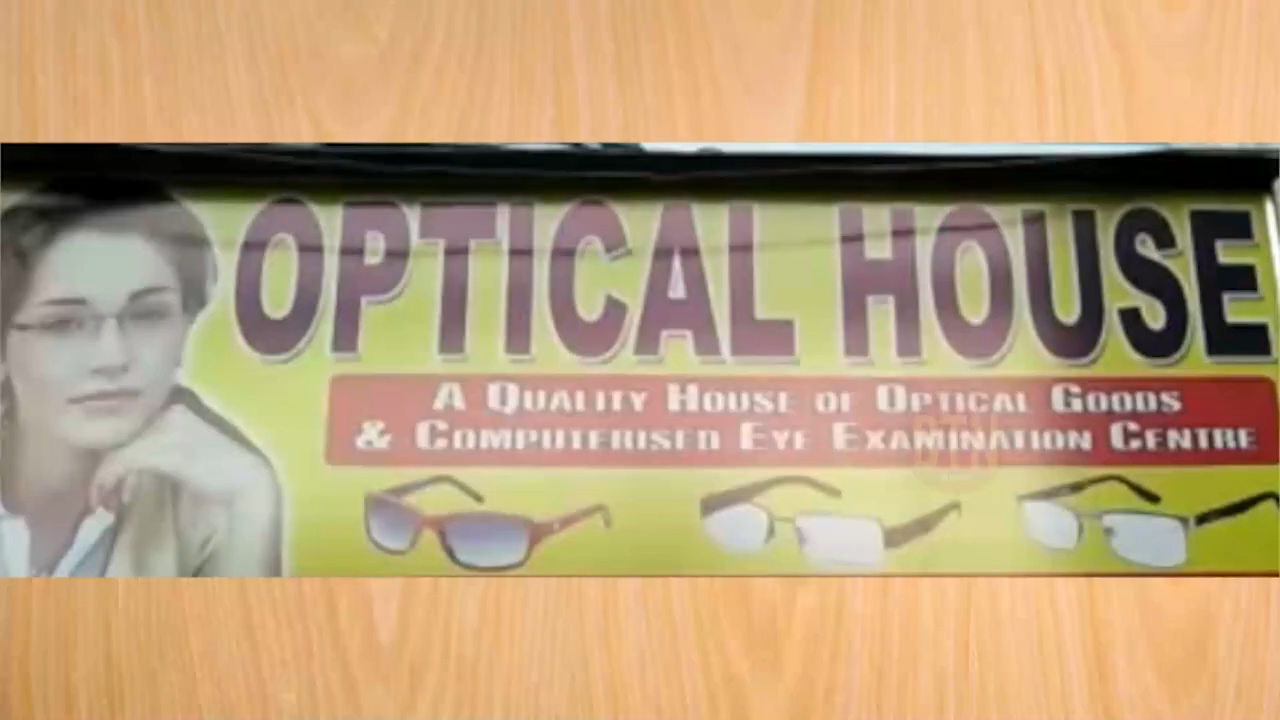 OPTICAL HOUSE
A QUALITY HOUSE OF OPTICAL GOODS
& COMPUTERISED EYE EXAMINATION CENTRE